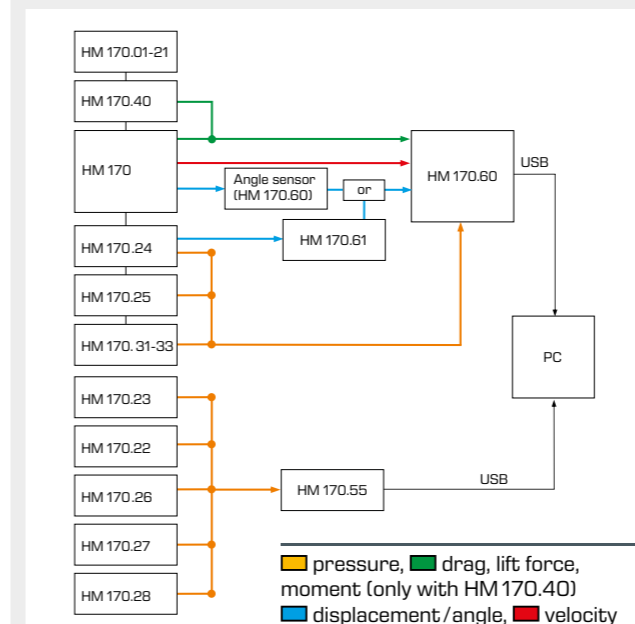 HM 170.01-21
HM 170.40
HM 170
HM 170.60
USB
Angle sensor
(HM 170.60)
or
HM 170.24
HM 170.61
HM 170.25
HM 170.31-33
PC
HM 170.23
HM 170.22
HM 170.26
HM 170.55
USB
HM 170.27
HM 170.28
pressure, drag, lift force,
moment (only with HM 170.40)
displacement/angle, velocity